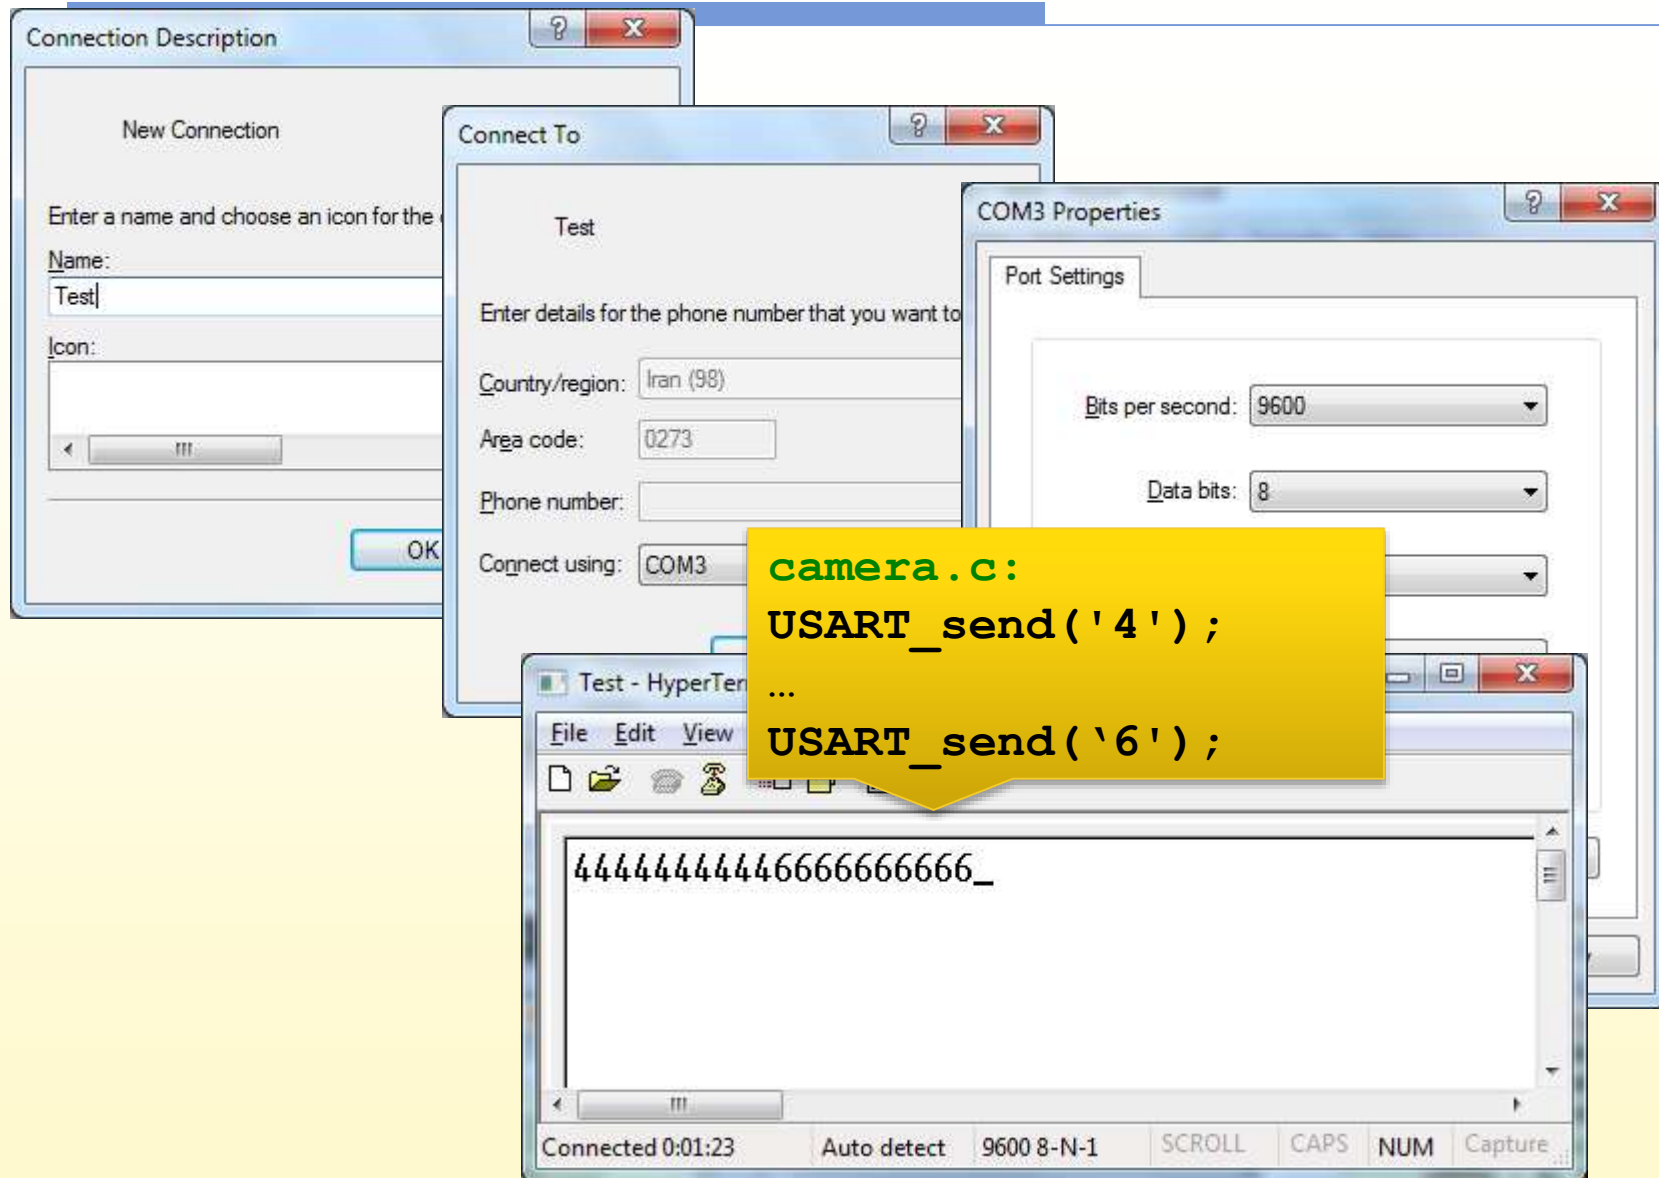 Connection Description
New Connection
Enter a name and choose an icon for the
Name:
Test
Icon:
OK
Connect To
Test
Enter details for the phone number that you want to
Country/region: Iran (98)
Area code: 0273
Phone number:
Connect using: COM3
COM3 Properties
Port Settings
Bits per second: 9600
Data bits: 8
camera.c:
USART_send('4');
...
USART_send(‘6');
Test - HyperTer
File Edit View
44444444446666666666_
Connected 0:01:23 Auto detect 9600 8-N-1 SCROLL CAPS NUM Capture